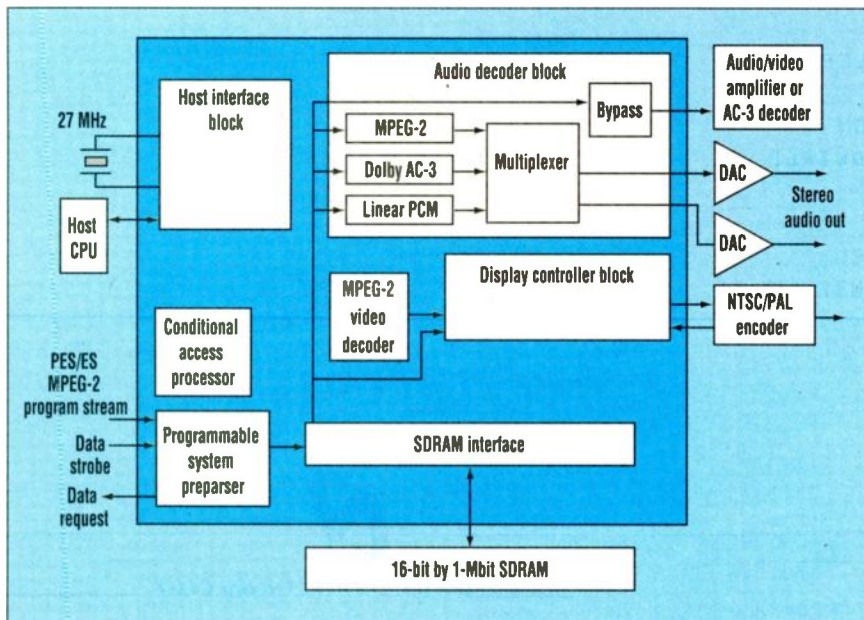 Audio decoder block
Audio/video
amplifier or
AC-3 decoder
Host interface
block
Bypass
27 MHz
MPEG-2
Dolby AC-3
Multiplexer
Linear PCM
DAC
Stereo
audio out
DAC
Host
CPU
Display controller block
MPEG-2
video
decoder
NTSC/PAL
encoder
Conditional
access
processor
PES/ES
MPEG-2
program stream
Data
strobe
Data
request
Programmable
system
preparser
SDRAM interface
16-bit by 1-Mbit SDRAM